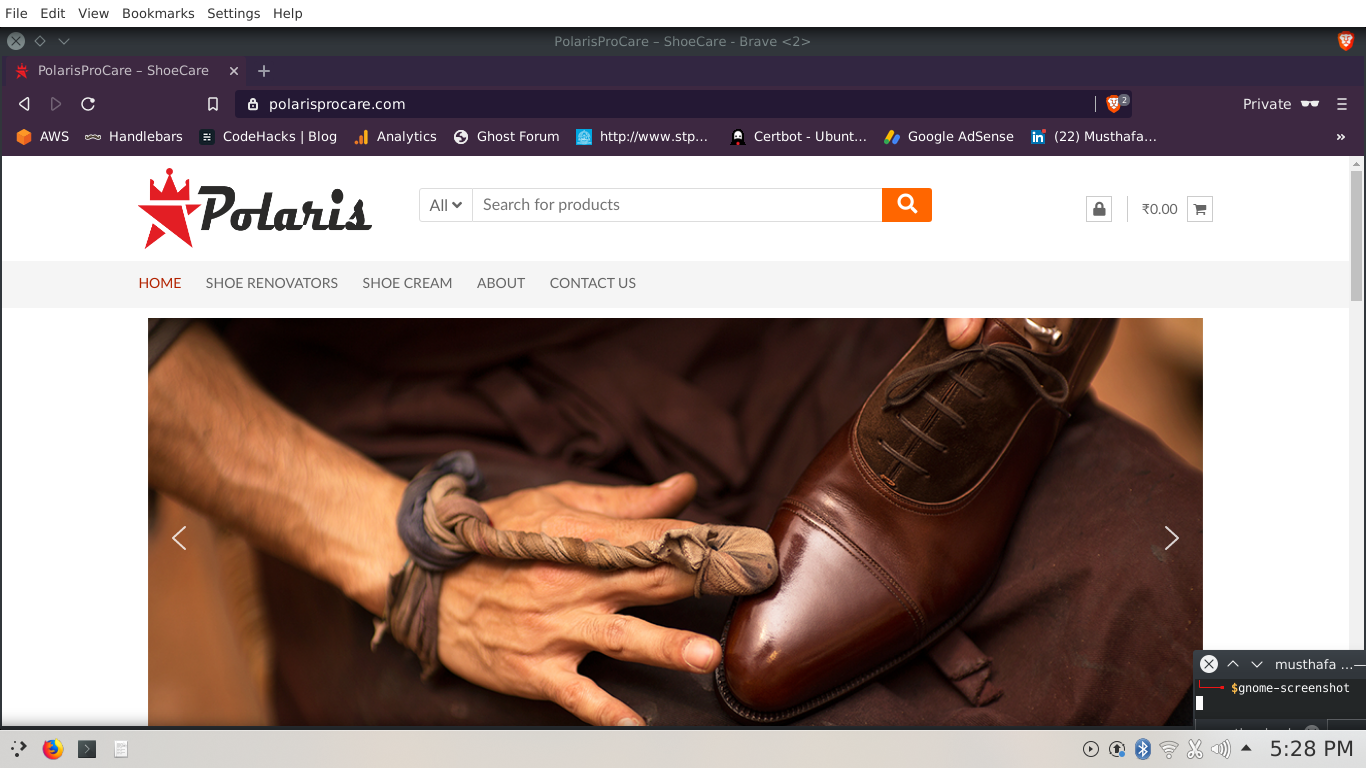 File Edit View Bookmarks Settings Help
PolarisProCare – ShoeCare - Brave <2>
PolarisProCare – ShoeCare
polarisprocare.com
2
Private
AWS Handlebars CodeHacks | Blog Analytics Ghost Forum http://www.stp... Certbot - Ubunt... Google AdSense (22) Musthafa... »
Polaris
All
Search for products
₹0.00
HOME SHOE RENOVATORS SHOE CREAM ABOUT CONTACT US
musthafa ...—
$gnome-screenshot
5:28 PM